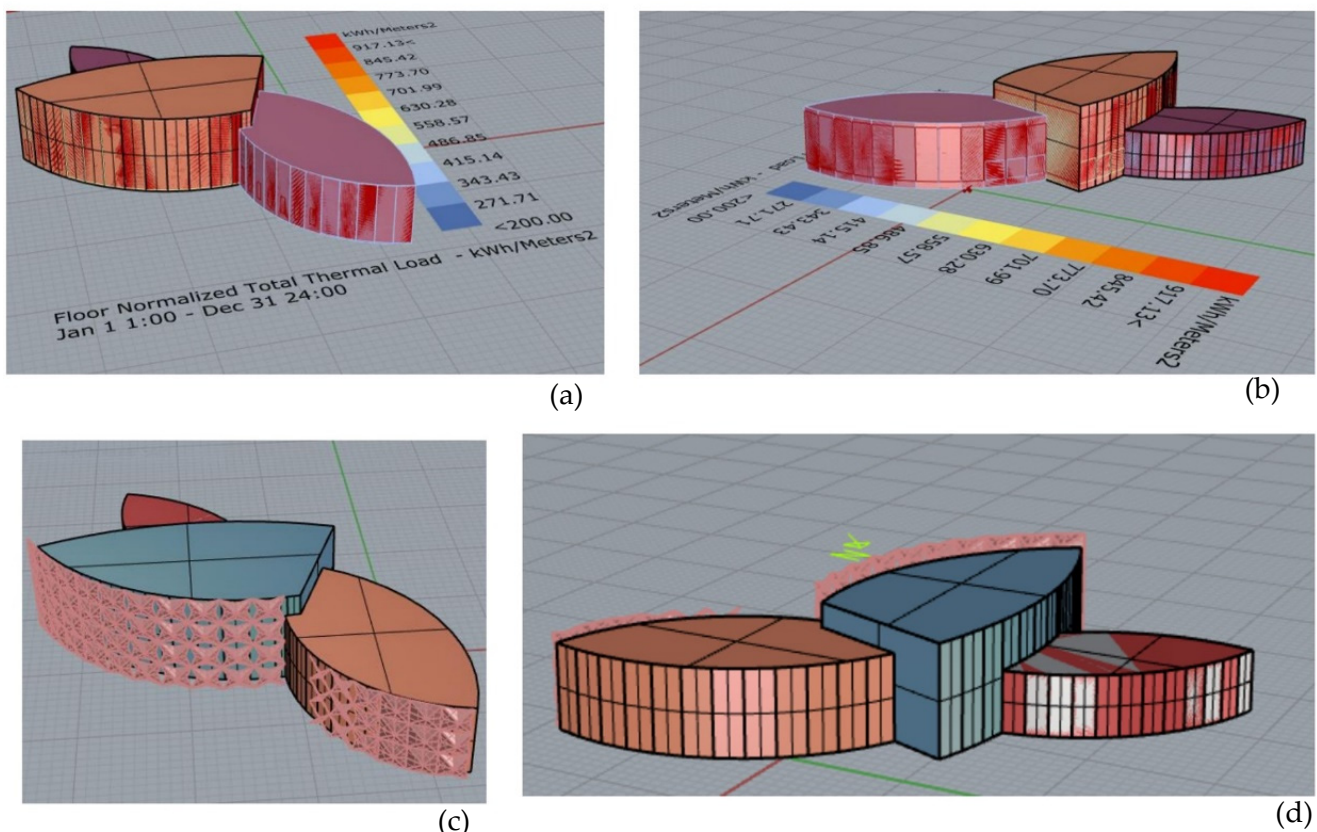 kWh/Meters2
917.13<
845.42
773.70
701.99
630.28
558.57
486.85
415.14
343.43
271.71
<200.00
Floor Normalized Total Thermal Load - kWh/Meters2
Jan 1 1:00 - Dec 31 24:00
(a)
Load - kWh/Meters2
<200.00
271.71
343.43
415.14
486.85
558.57
630.28
701.99
773.70
845.42
917.13<
kWh/Meters2
(b)
(c)
N
(d)